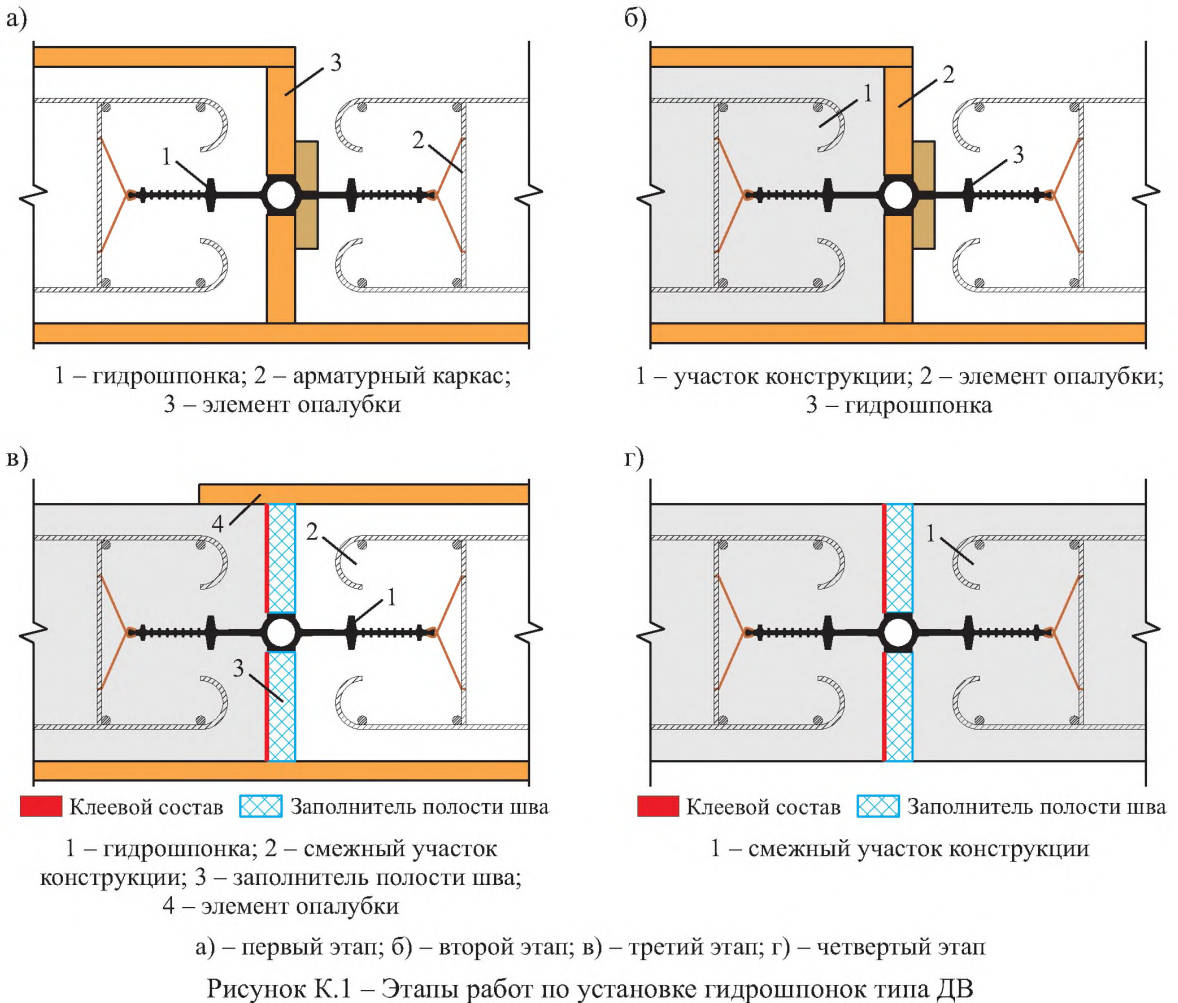 а)
3
1
2
1 – гидрошпонка; 2 – арматурный каркас;
3 – элемент опалубки
б)
1
2
3
1 – участок конструкции; 2 – элемент опалубки;
3 – гидрошпонка
в)
4
2
1
3
Клеевой состав
Заполнитель полости шва
1 – гидрошпонка; 2 – смежный участок
конструкции; 3 – заполнитель полости шва;
4 – элемент опалубки
г)
1
Клеевой состав
Заполнитель полости шва
1 – смежный участок конструкции
а) – первый этап; б) – второй этап; в) – третий этап; г) – четвертый этап
Рисунок К.1 – Этапы работ по установке гидрошпонок типа ДВ